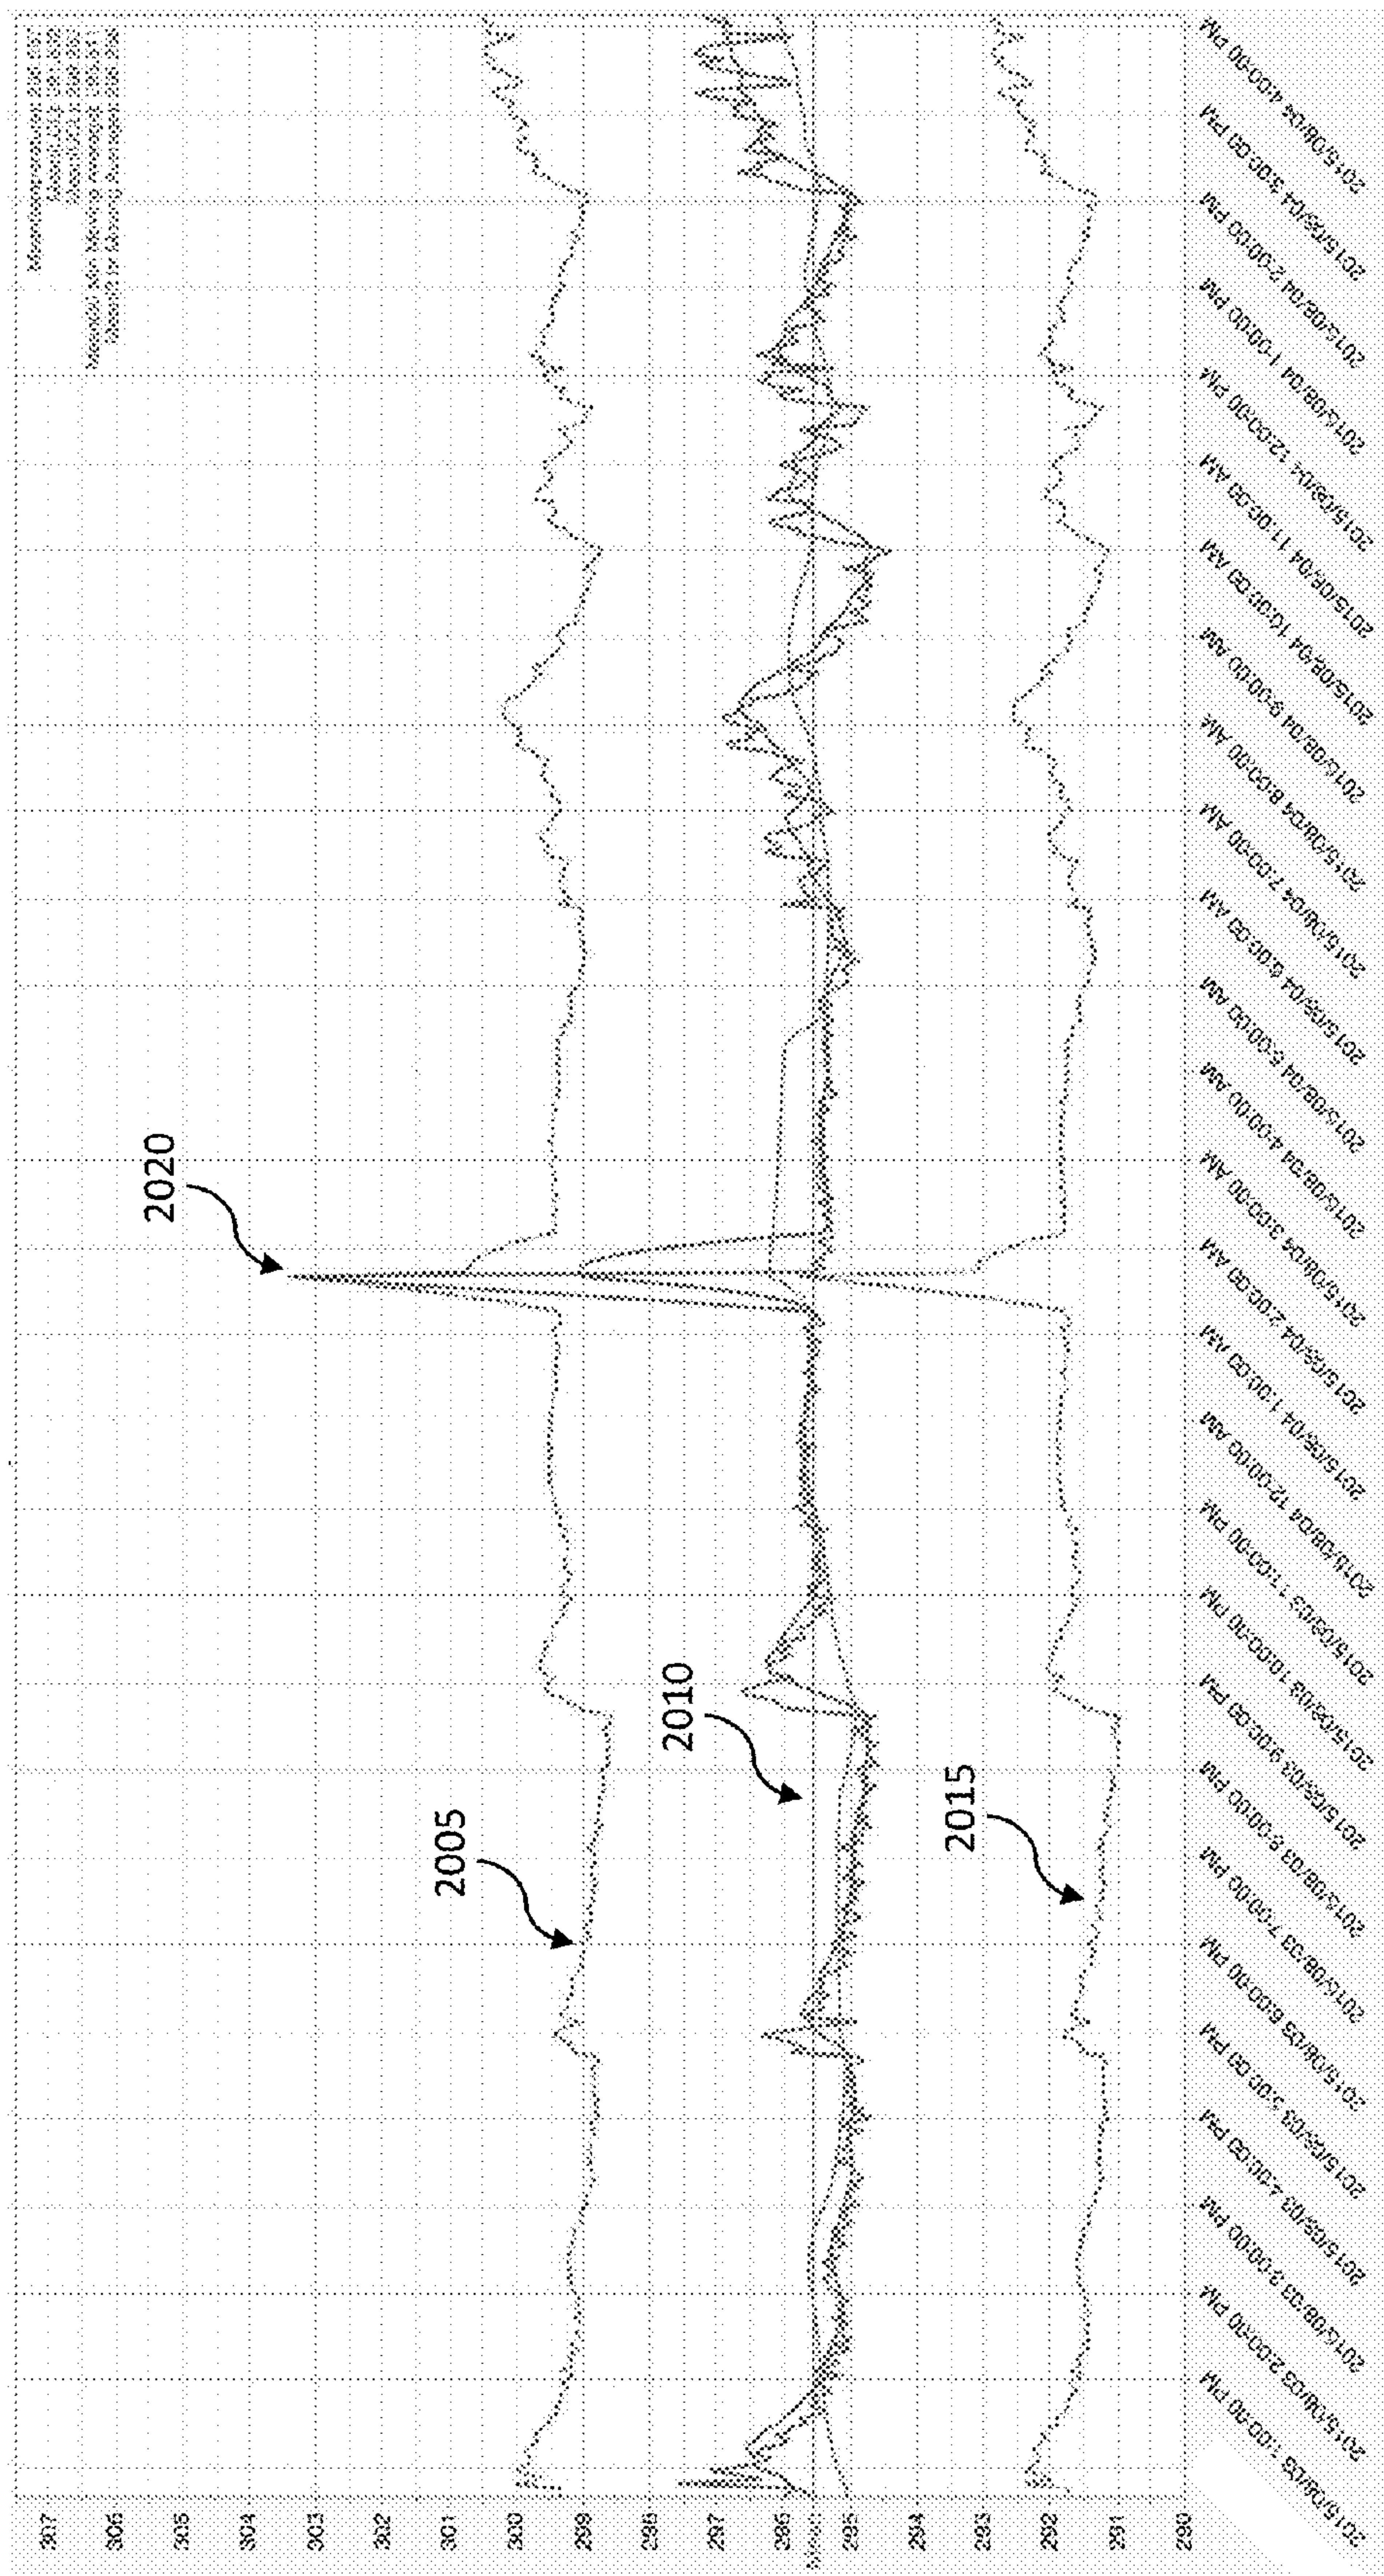 307
306
305
304
303
302
301
300
299
298
297
296
295
294
293
292
291
290
2005
2010
2015
2020
2015/08/03 1:00:00 PM
2015/08/03 2:00:00 PM
2015/08/03 3:00:00 PM
2015/08/03 4:00:00 PM
2015/08/03 5:00:00 PM
2015/08/03 6:00:00 PM
2015/08/03 7:00:00 PM
2015/08/03 8:00:00 PM
2015/08/03 9:00:00 PM
2015/08/03 10:00:00 PM
2015/08/03 11:00:00 PM
2015/08/04 12:00:00 AM
2015/08/04 1:00:00 AM
2015/08/04 2:00:00 AM
2015/08/04 3:00:00 AM
2015/08/04 4:00:00 AM
2015/08/04 5:00:00 AM
2015/08/04 6:00:00 AM
2015/08/04 7:00:00 AM
2015/08/04 8:00:00 AM
2015/08/04 9:00:00 AM
2015/08/04 10:00:00 AM
2015/08/04 11:00:00 AM
2015/08/04 12:00:00 PM
2015/08/04 1:00:00 PM
2015/08/04 2:00:00 PM
2015/08/04 3:00:00 PM
2015/08/04 4:00:00 PM